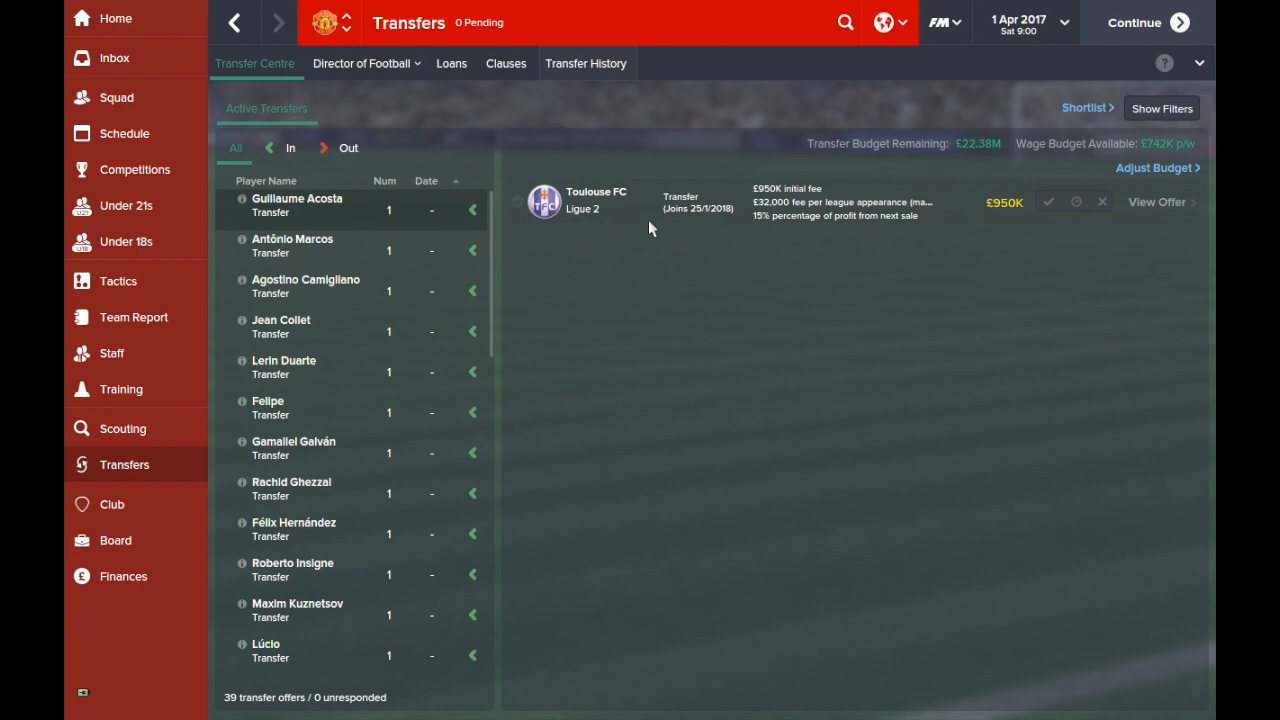 Home
Inbox
Squad
Schedule
Competitions
U21
Under 21s
U18
Under 18s
Tactics
Team Report
Staff
Training
Scouting
Transfers
Club
Board
Finances
Transfers 0 Pending
FM
1 Apr 2017
Sat 9:00
Continue
Transfer Centre Director of Football Loans Clauses Transfer History ?
Active Transfers
Shortlist > Show Filters
All In Out
Transfer Budget Remaining: £22.38M Wage Budget Available: £742K p/w
Adjust Budget >
Player Name Num Date
Guillaume Acosta
Transfer 1 -
Antônio Marcos
Transfer 1 -
Agostino Camigliano
Transfer 1 -
Jean Collet
Transfer 1 -
Lerin Duarte
Transfer 1 -
Felipe
Transfer 1 -
Gamaliel Galván
Transfer 1 -
Rachid Ghezzal
Transfer 1 -
Félix Hernández
Transfer 1 -
Roberto Insigne
Transfer 1 -
Maxim Kuznetsov
Transfer 1 -
Lúcio
Transfer 1 -
39 transfer offers / 0 unresponded
TFC
Toulouse FC
Ligue 2
Transfer
(Joins 25/1/2018)
£950K initial fee
£32,000 fee per league appearance (ma...
15% percentage of profit from next sale
£950K
View Offer >